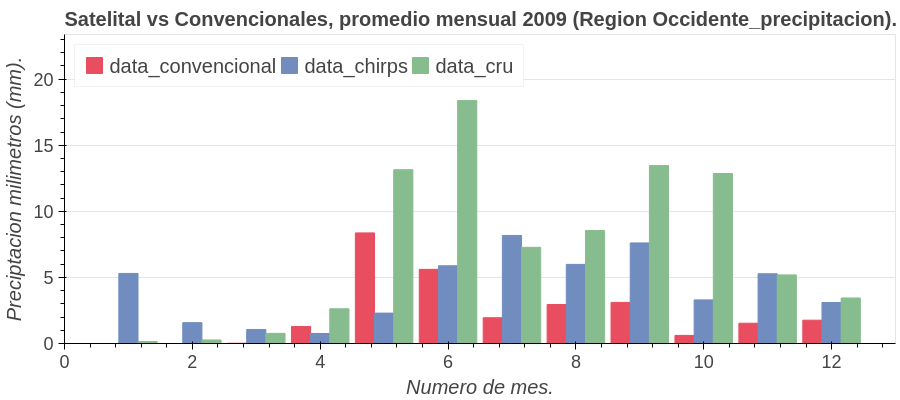 Satelital vs Convencionales, promedio mensual 2009 (Region Occidente_precipitacion).
data_convencional data_chirps data_cru
Preciptacion milimetros (mm).
20
15
10
5
0
0 2 4 6 8 10 12
Numero de mes.